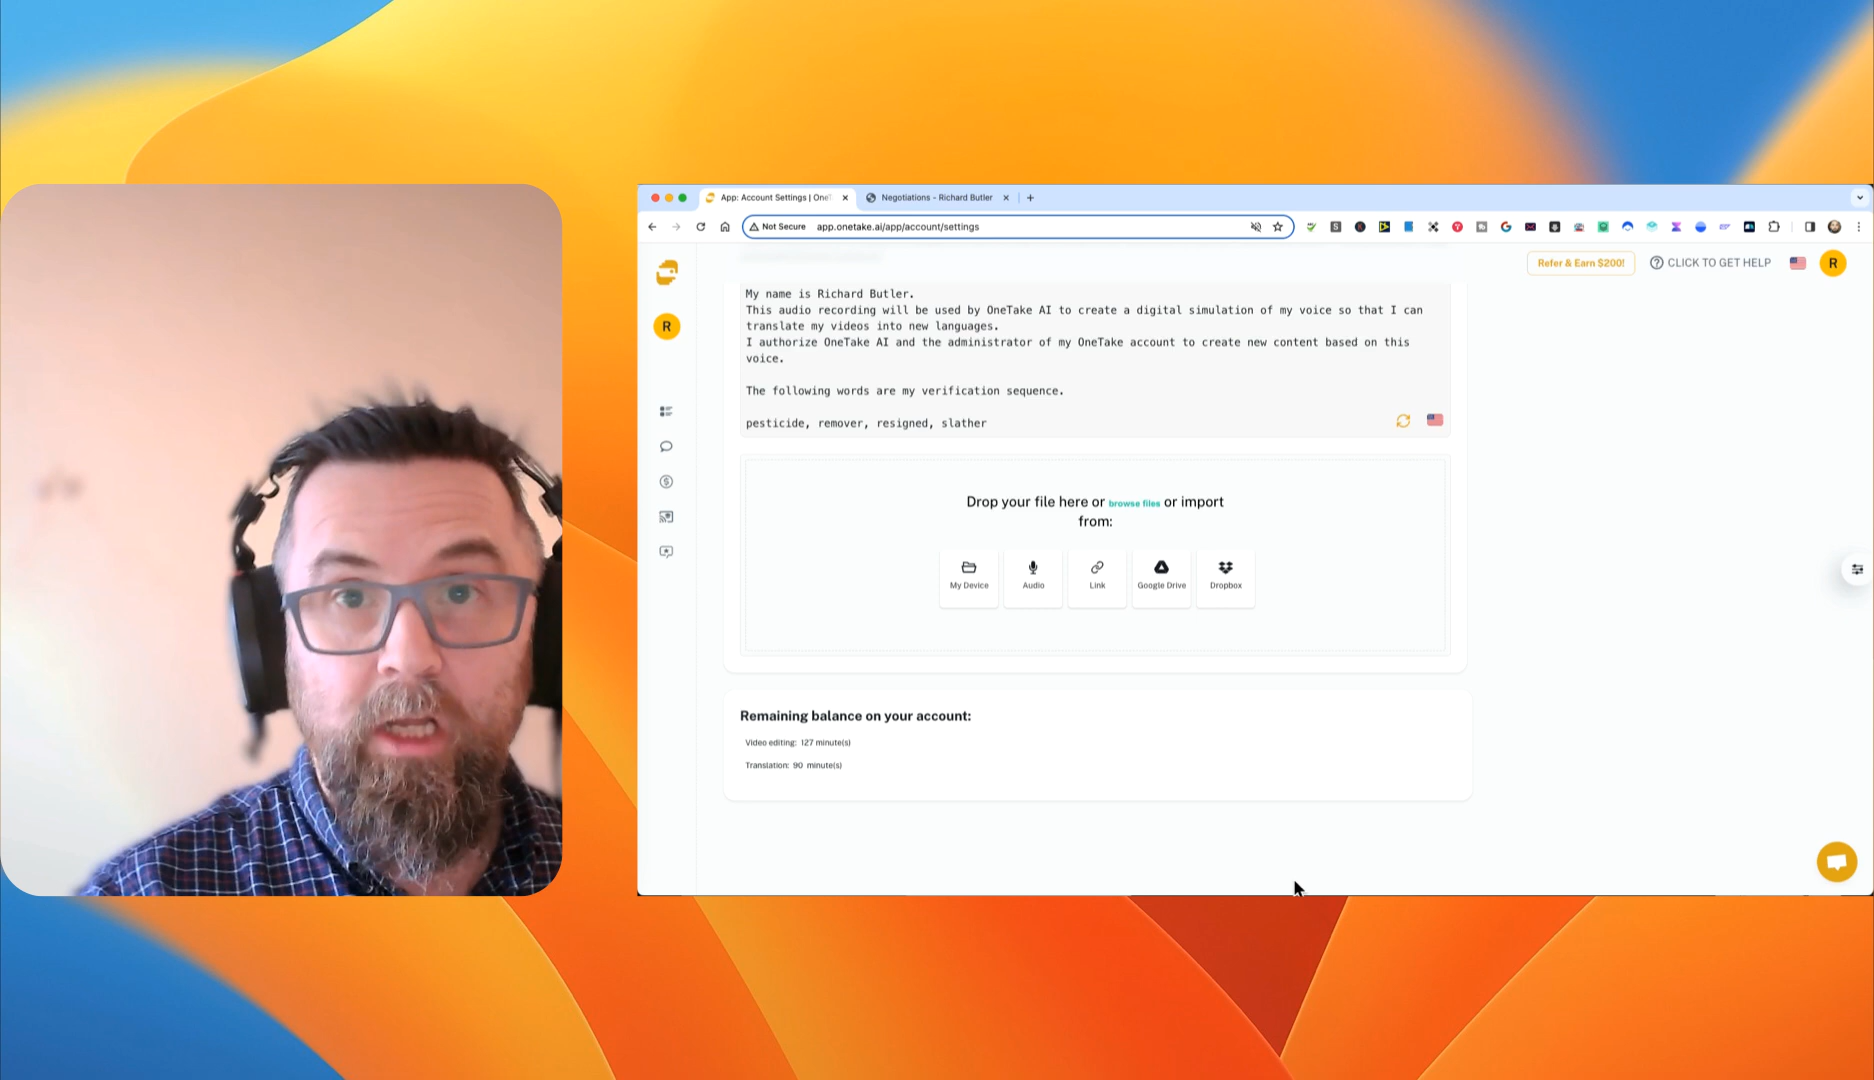 App: Account Settings | One
Negotiations - Richard Butler
Not Secure
app.onetake.ai/app/account/settings
Refer & Earn $200!
CLICK TO GET HELP
R
R
My name is Richard Butler.
This audio recording will be used by OneTake AI to create a digital simulation of my voice so that I can
translate my videos into new languages.
I authorize OneTake AI and the administrator of my OneTake account to create new content based on this
voice.
The following words are my verification sequence.
pesticide, remover, resigned, slather
Drop your file here or browse files or import
from:
My Device
Audio
Link
Google Drive
Dropbox
Remaining balance on your account:
Video editing: 127 minute(s)
Translation: 90 minute(s)